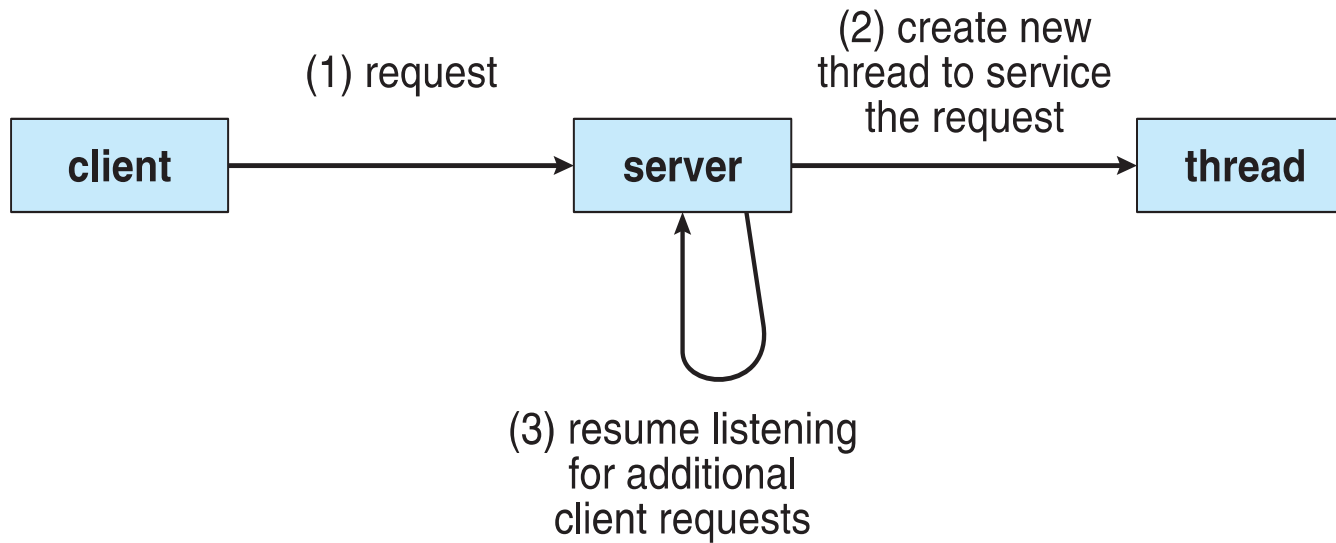 (1) request
(2) create new
thread to service
the request
client
server
thread
(3) resume listening
for additional
client requests